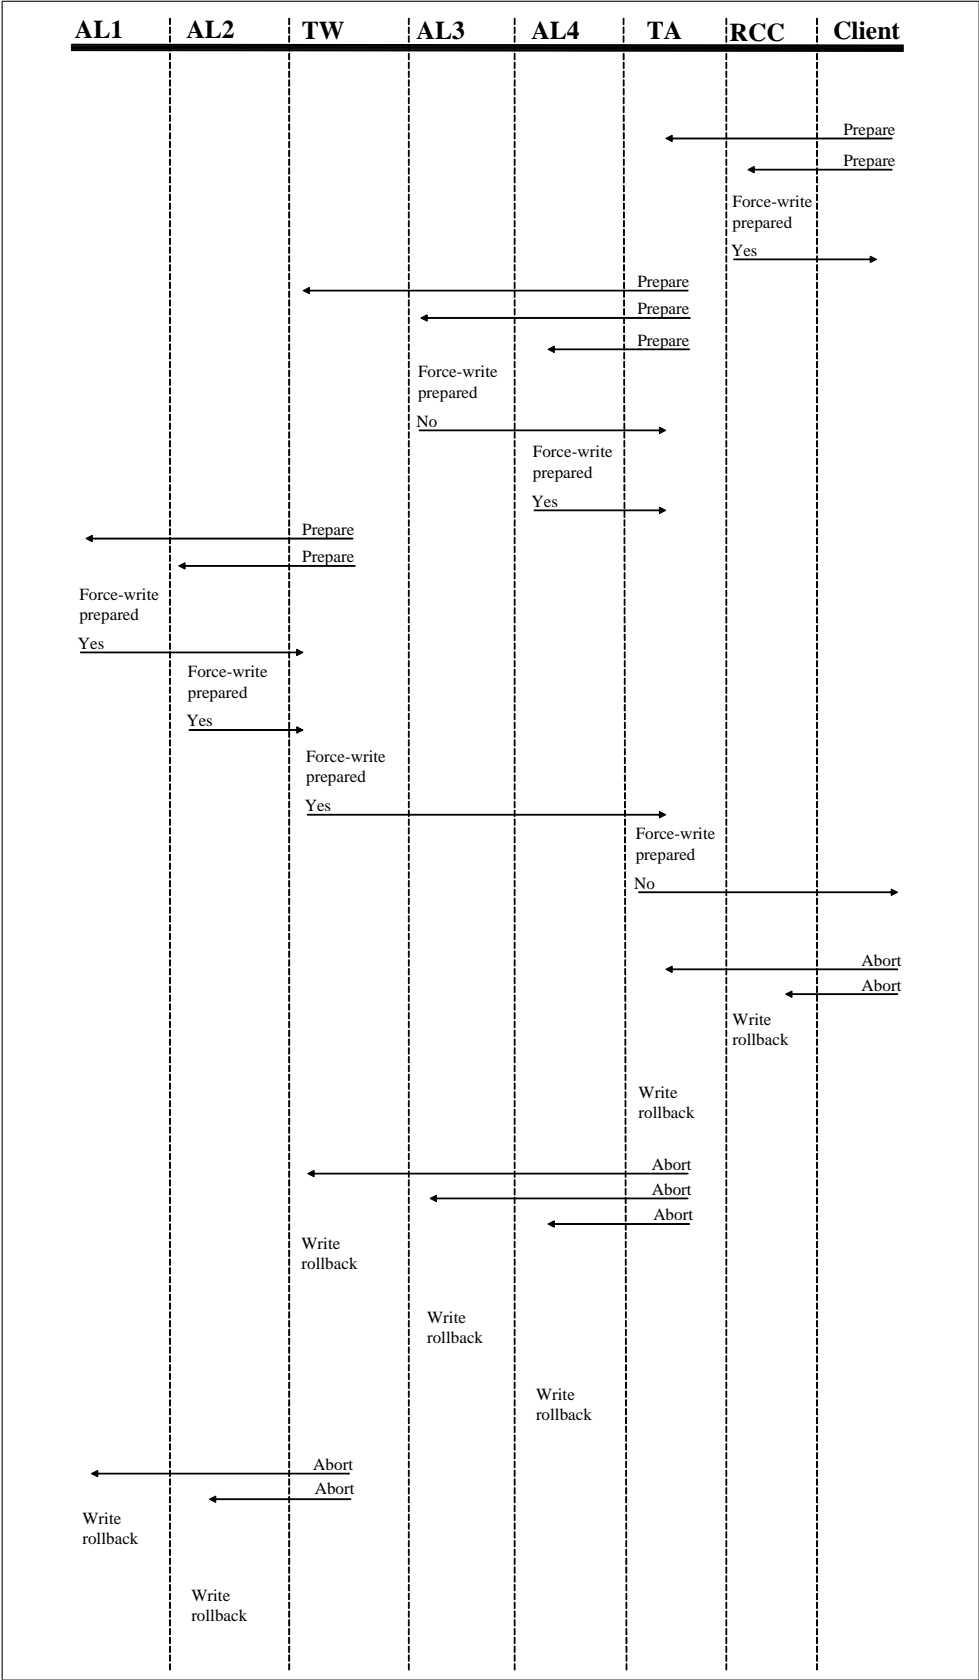 AL1 AL2 TW AL3 AL4 TA RCC Client
Prepare
Prepare
Force-write
prepared
Yes
Prepare
Prepare
Prepare
Force-write
prepared
No
Force-write
prepared
Yes
Prepare
Prepare
Force-write
prepared
Yes
Force-write
prepared
Yes
Force-write
prepared
Yes
Force-write
prepared
No
Abort
Abort
Write
rollback
Write
rollback
Abort
Abort
Abort
Write
rollback
Write
rollback
Write
rollback
Abort
Abort
Write
rollback
Write
rollback